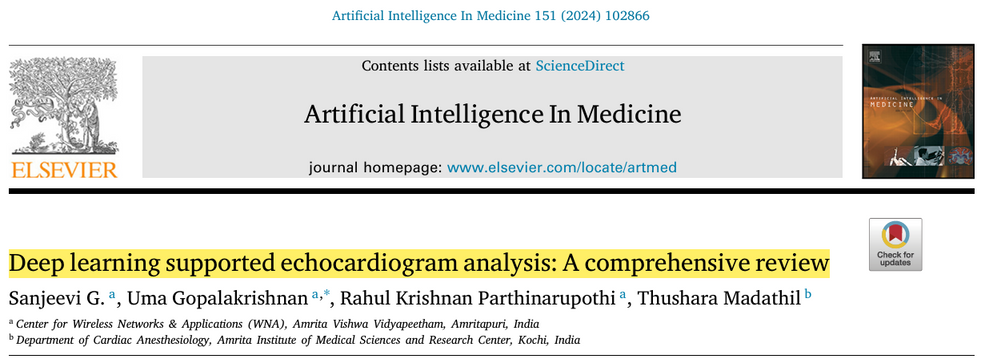 Artificial Intelligence In Medicine 151 (2024) 102866
Contents lists available at ScienceDirect
Artificial Intelligence In Medicine
journal homepage: www.elsevier.com/locate/artmed
ELSEVIER
ARTIFICIAL INTELLIGENCE IN
MEDICINE
Check for
updates
Deep learning supported echocardiogram analysis: A comprehensive review
Sanjeevi G. a, Uma Gopalakrishnan a,*, Rahul Krishnan Parthinarupothi a, Thushara Madathil b
a Center for Wireless Networks & Applications (WNA), Amrita Vishwa Vidyapeetham, Amritapuri, India
b Department of Cardiac Anesthesiology, Amrita Institute of Medical Sciences and Research Center, Kochi, India